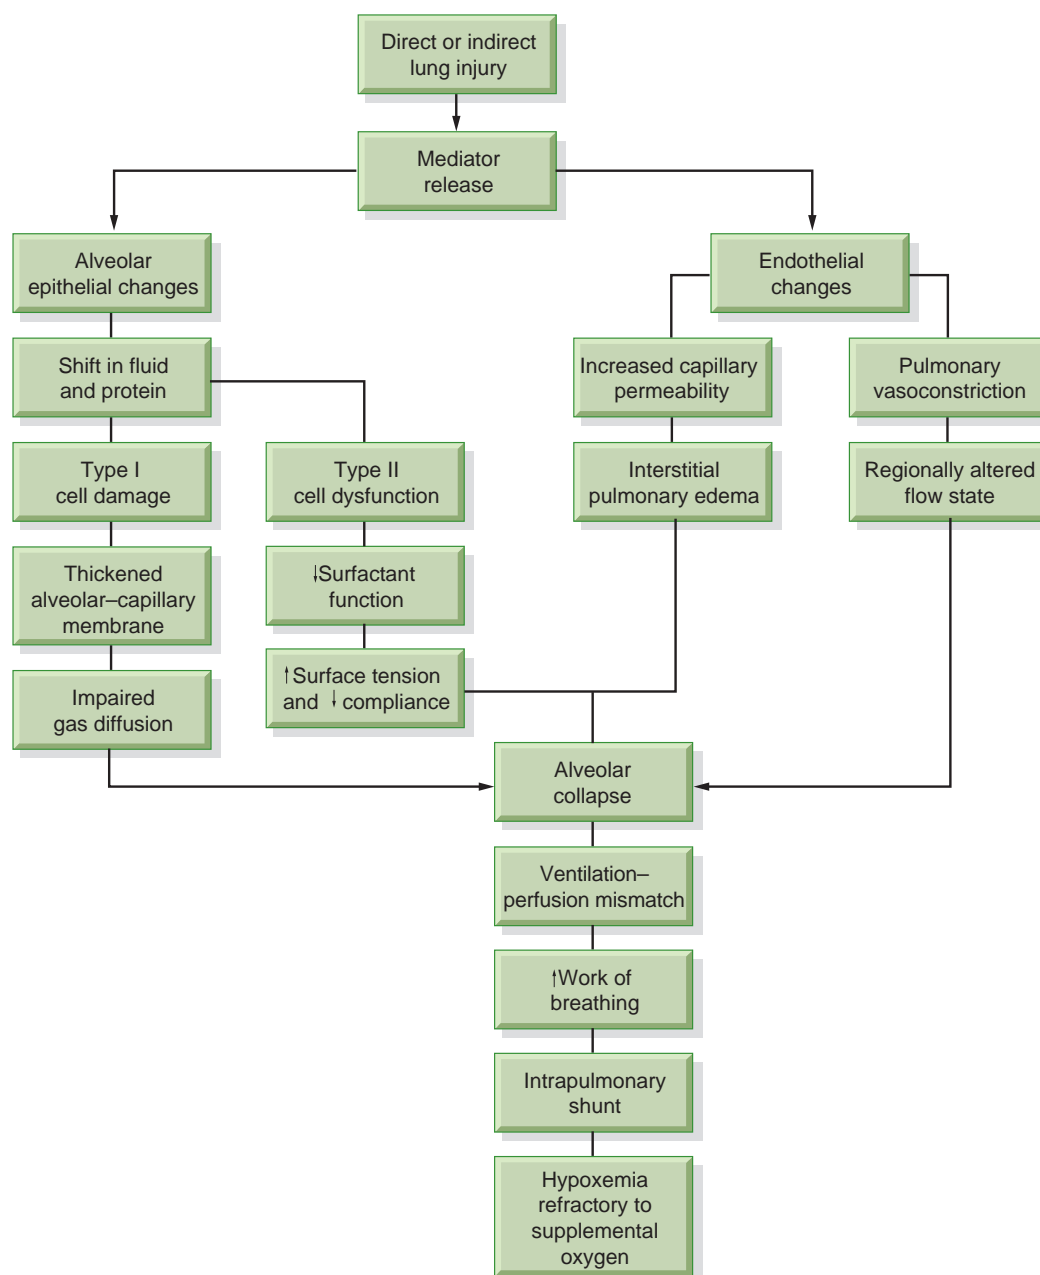 Direct or indirect
lung injury
Mediator
release
Alveolar
epithelial changes
Endothelial
changes
Shift in fluid
and protein
Increased capillary
permeability
Pulmonary
vasoconstriction
Type I
cell damage
Type II
cell dysfunction
Interstitial
pulmonary edema
Regionally altered
flow state
Thickened
alveolar–capillary
membrane
↓Surfactant
function
Impaired
gas diffusion
↑Surface tension
and ↓ compliance
Alveolar
collapse
Ventilation–
perfusion mismatch
↑Work of
breathing
Intrapulmonary
shunt
Hypoxemia
refractory to
supplemental
oxygen